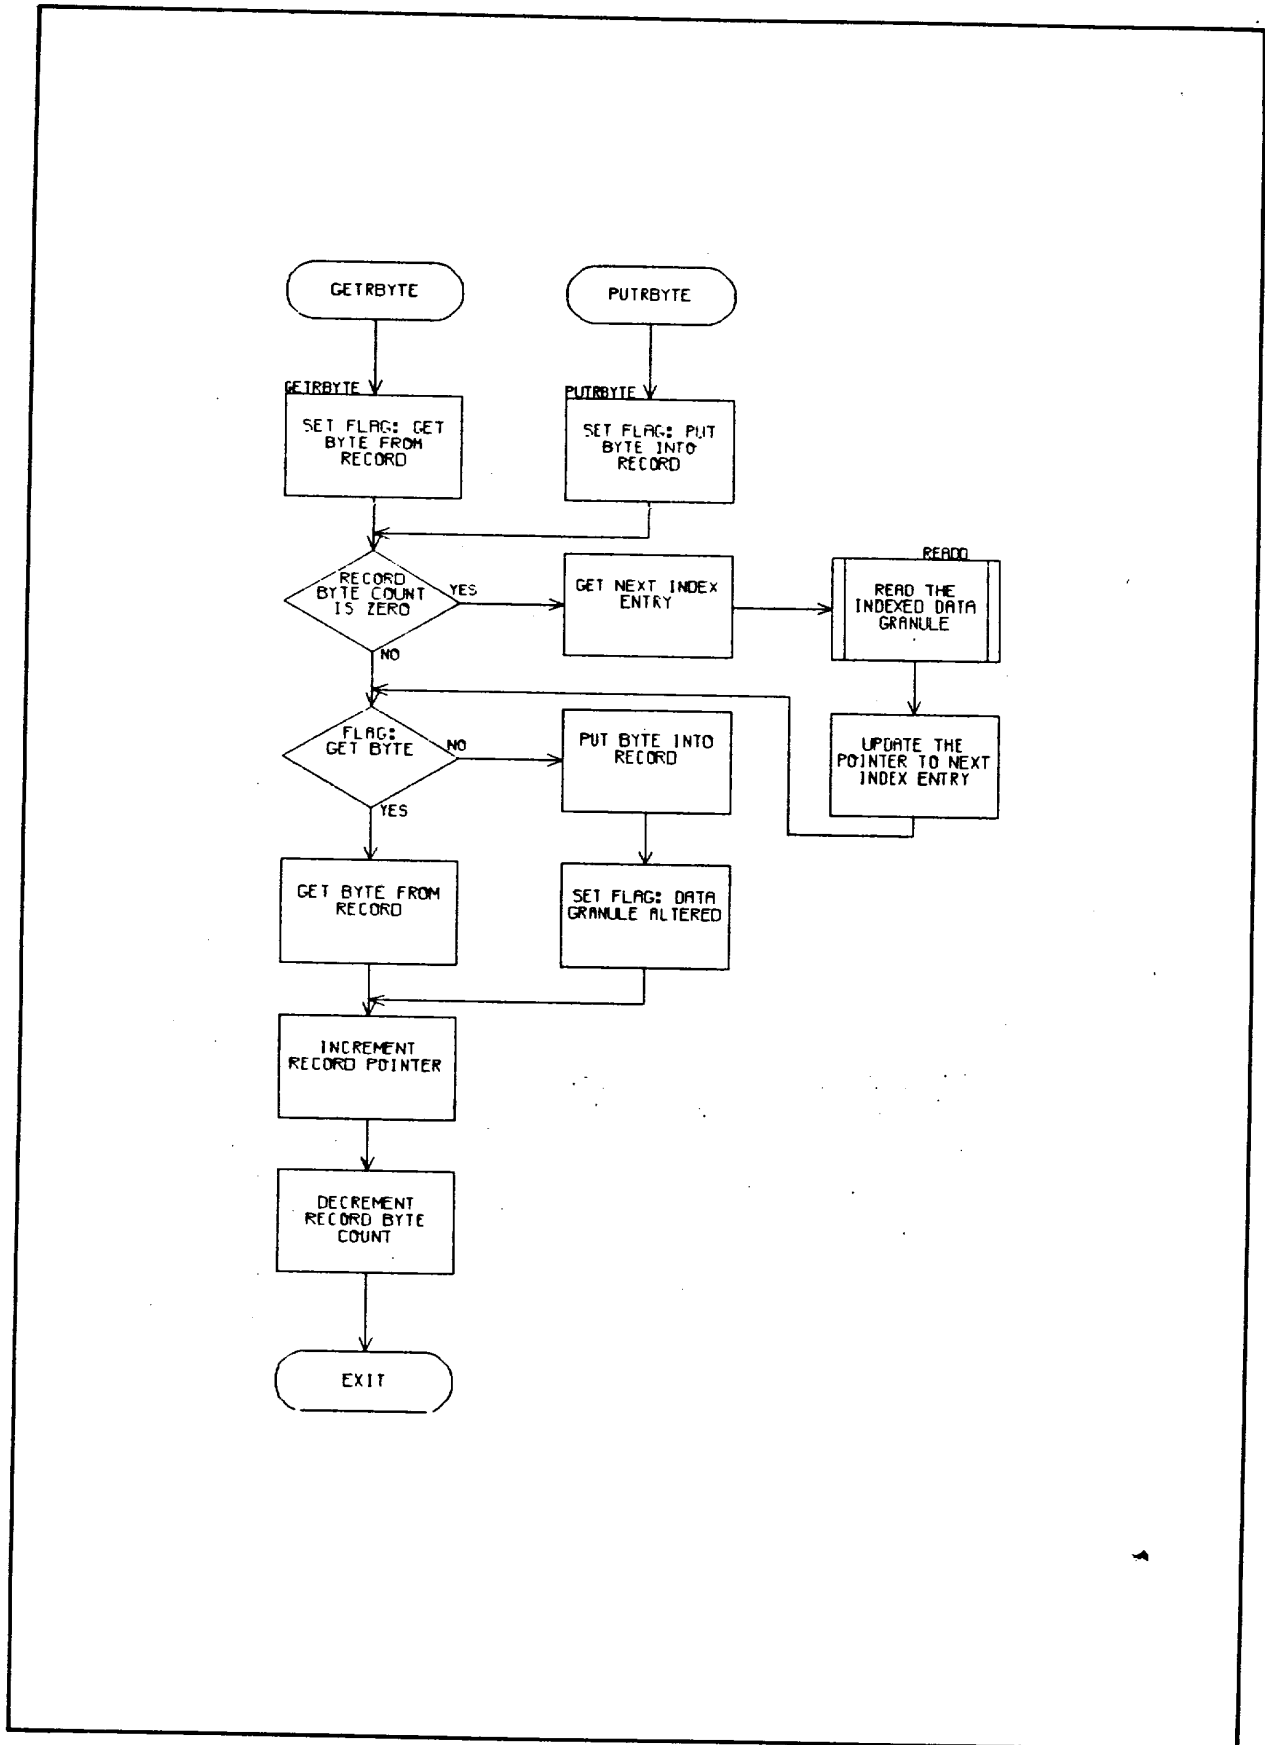 GETRBYTE
PUTRBYTE
GETRBYTE
SET FLAG: GET
BYTE FROM
RECORD
PUTRBYTE
SET FLAG: PUT
BYTE INTO
RECORD
RECORD
BYTE COUNT
IS ZERO
YES
NO
GET NEXT INDEX
ENTRY
READD
READ THE
INDEXED DATA
GRANULE
FLAG:
GET BYTE
NO
YES
PUT BYTE INTO
RECORD
UPDATE THE
POINTER TO NEXT
INDEX ENTRY
GET BYTE FROM
RECORD
SET FLAG: DATA
GRANULE ALTERED
INCREMENT
RECORD POINTER
DECREMENT
RECORD BYTE
COUNT
EXIT